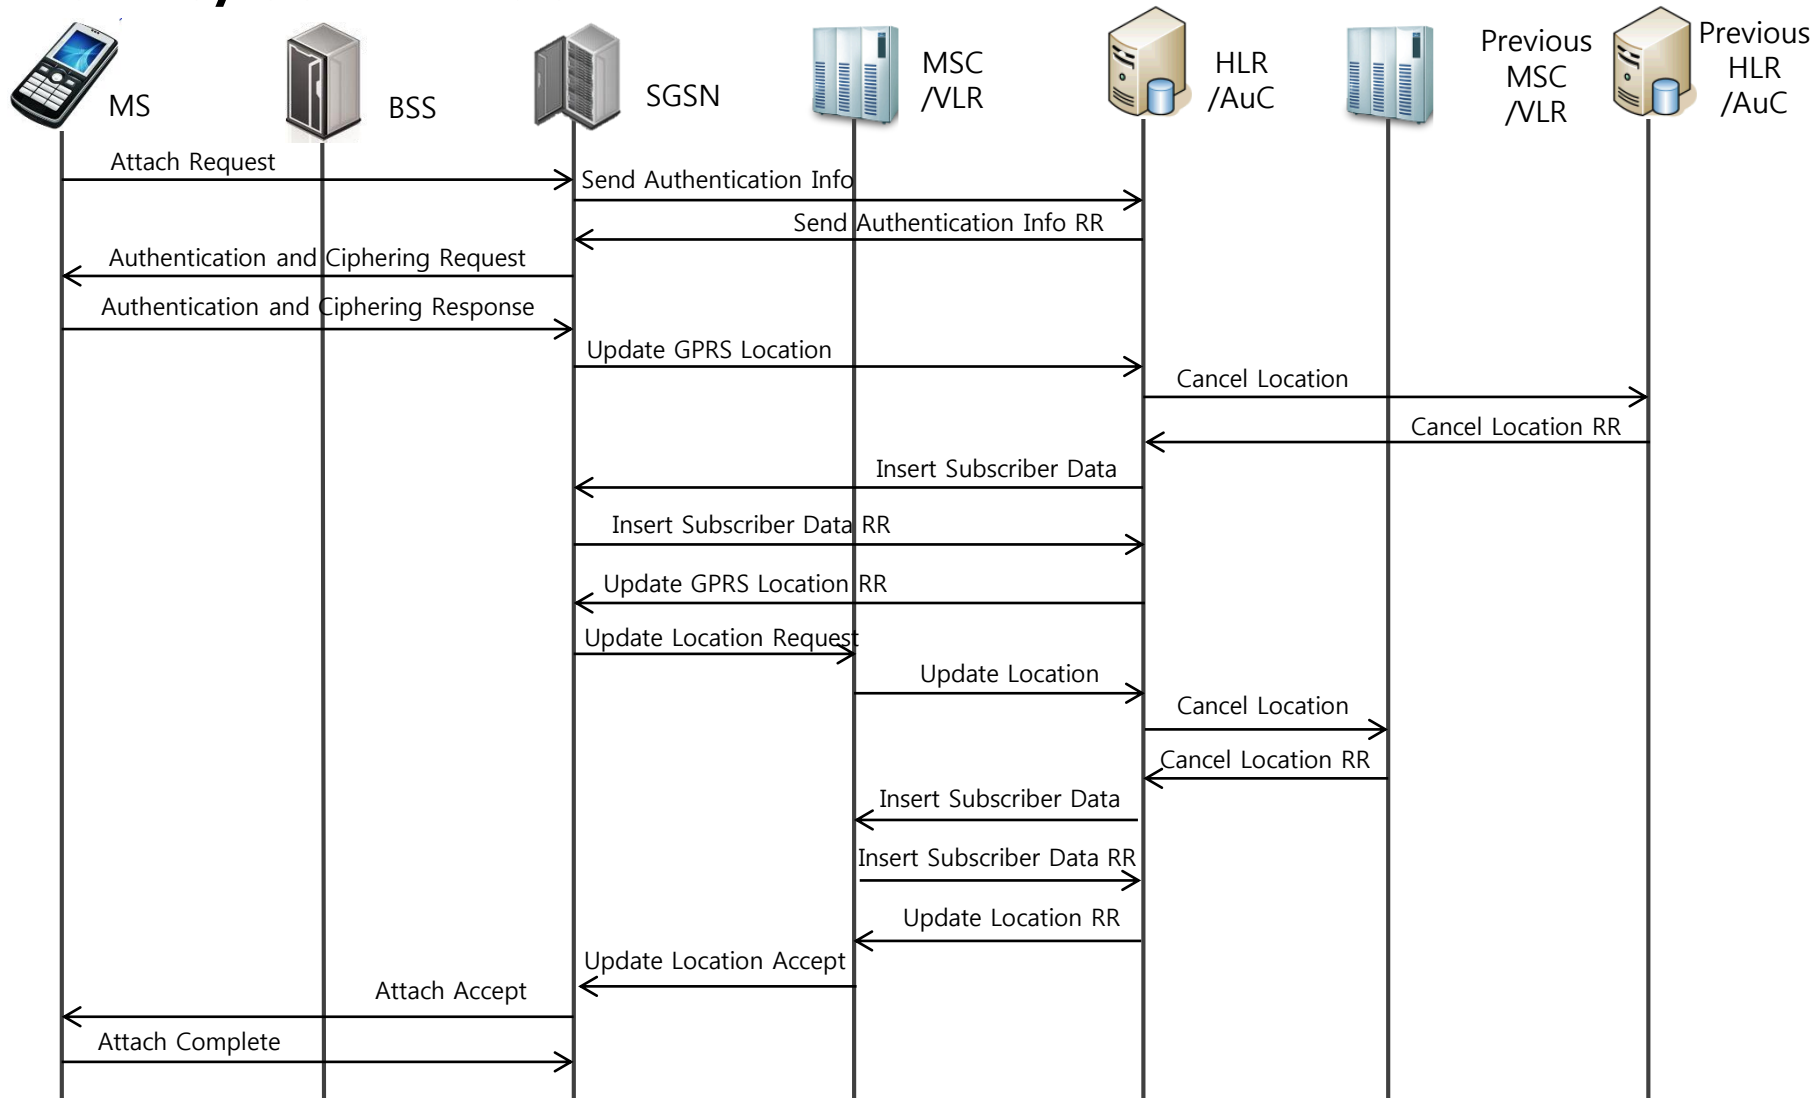 MS
BSS
SGSN
MSC
/VLR
HLR
/AuC
Previous
MSC
/VLR
Previous
HLR
/AuC
Attach Request
Send Authentication Info
Send Authentication Info RR
Authentication and Ciphering Request
Authentication and Ciphering Response
Update GPRS Location
Cancel Location
Cancel Location RR
Insert Subscriber Data
Insert Subscriber Data RR
Update GPRS Location RR
Update Location Request
Update Location
Cancel Location
Cancel Location RR
Insert Subscriber Data
Insert Subscriber Data RR
Update Location RR
Update Location Accept
Attach Accept
Attach Complete